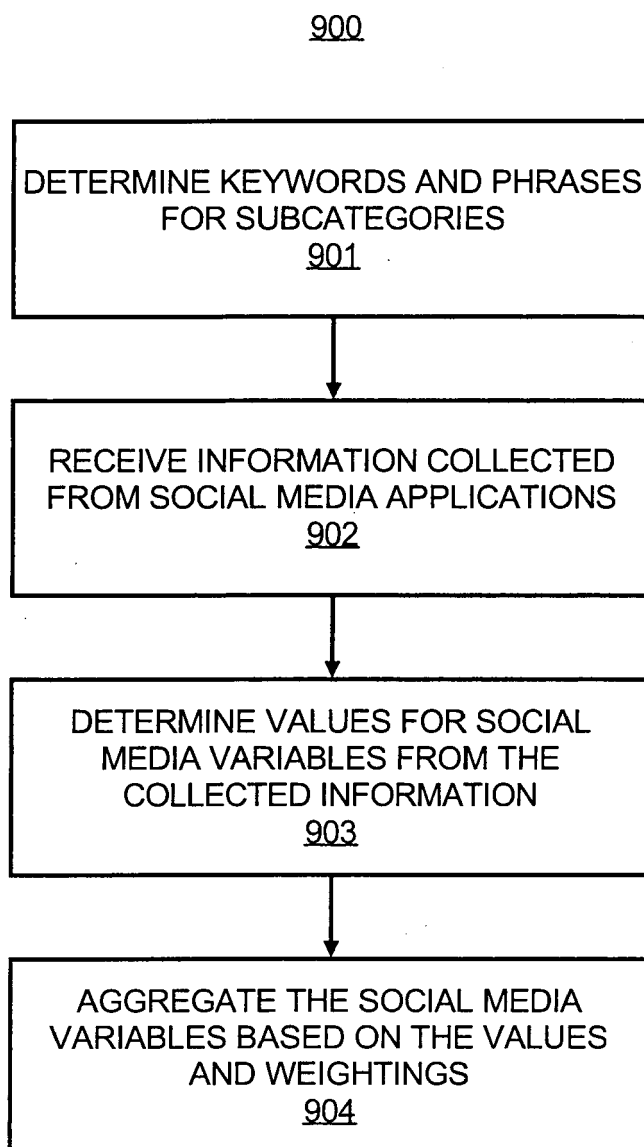 900
DETERMINE KEYWORDS AND PHRASES
FOR SUBCATEGORIES
901
RECEIVE INFORMATION COLLECTED
FROM SOCIAL MEDIA APPLICATIONS
902
DETERMINE VALUES FOR SOCIAL
MEDIA VARIABLES FROM THE
COLLECTED INFORMATION
903
AGGREGATE THE SOCIAL MEDIA
VARIABLES BASED ON THE VALUES
AND WEIGHTINGS
904